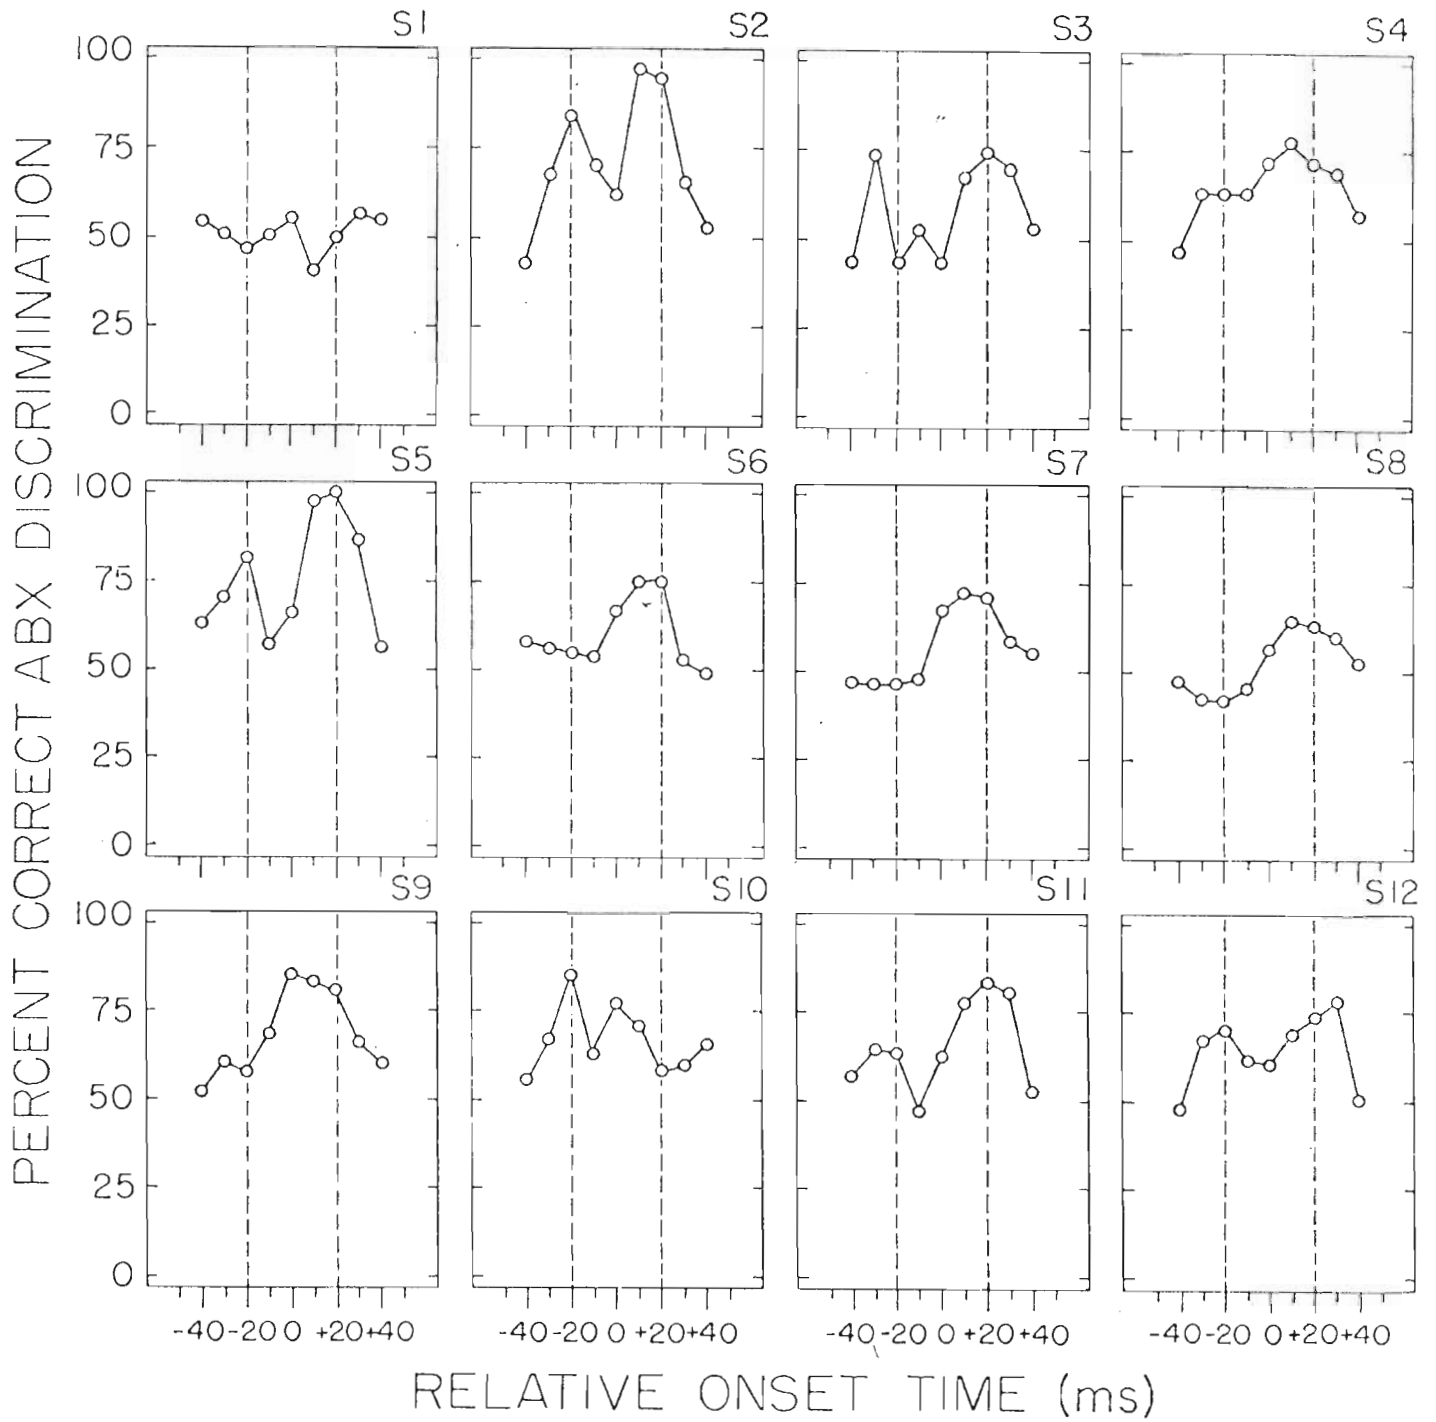 S1 S2 S3 S4
100
75
50
25
0
S5 S6 S7 S8
100
75
50
25
0
S9 S10 S11 S12
100
75
50
25
0
-40 -20 0 +20 +40 -40 -20 0 +20 +40 -40 -20 0 +20 +40 -40 -20 0 +20 +40
RELATIVE ONSET TIME (ms)
PERCENT CORRECT ABX DISCRIMINATION